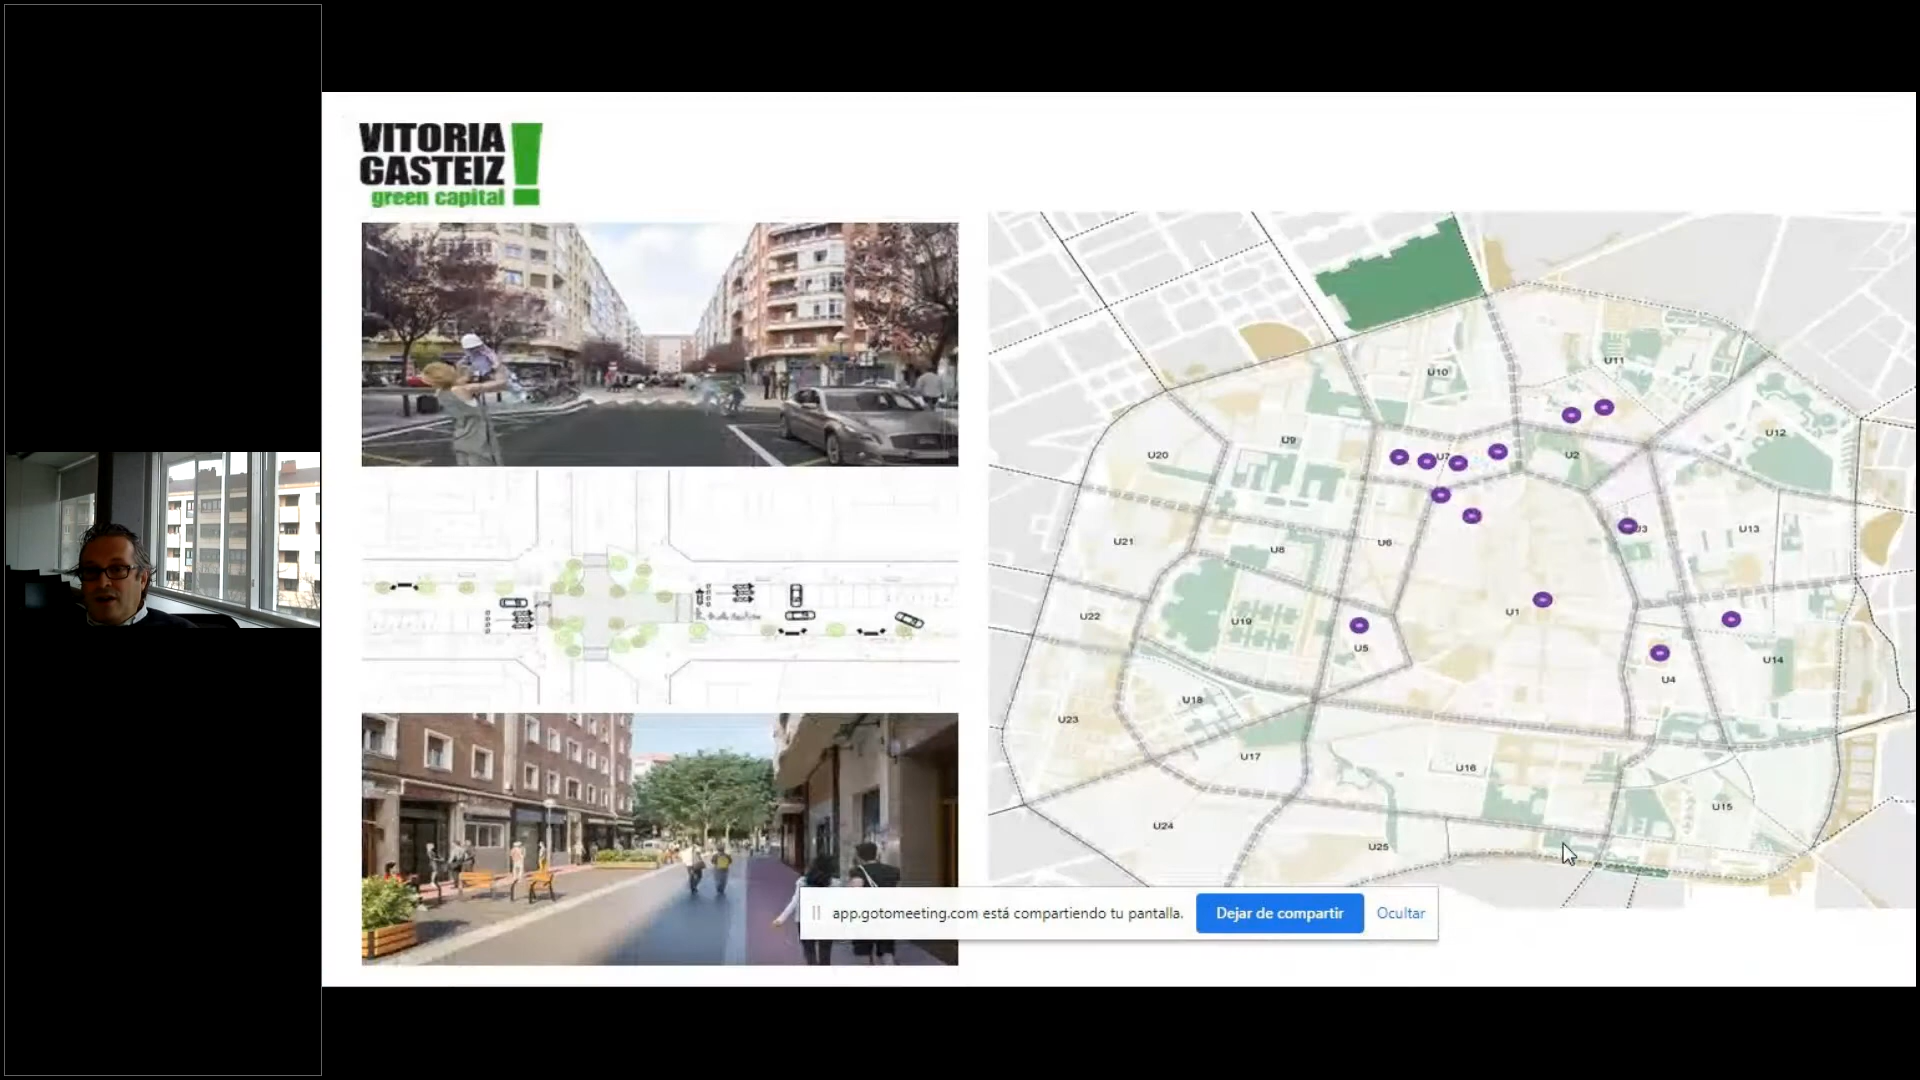 VITORIA
GASTEIZ
green capital
U10
U11
U12
U9
U20
U7
U2
U3
U13
U21
U8
U6
U22
U19
U1
U5
U14
U4
U18
U23
U17
U16
U15
U24
U25
app.gotomeeting.com está compartiendo tu pantalla.
Dejar de compartir
Ocultar